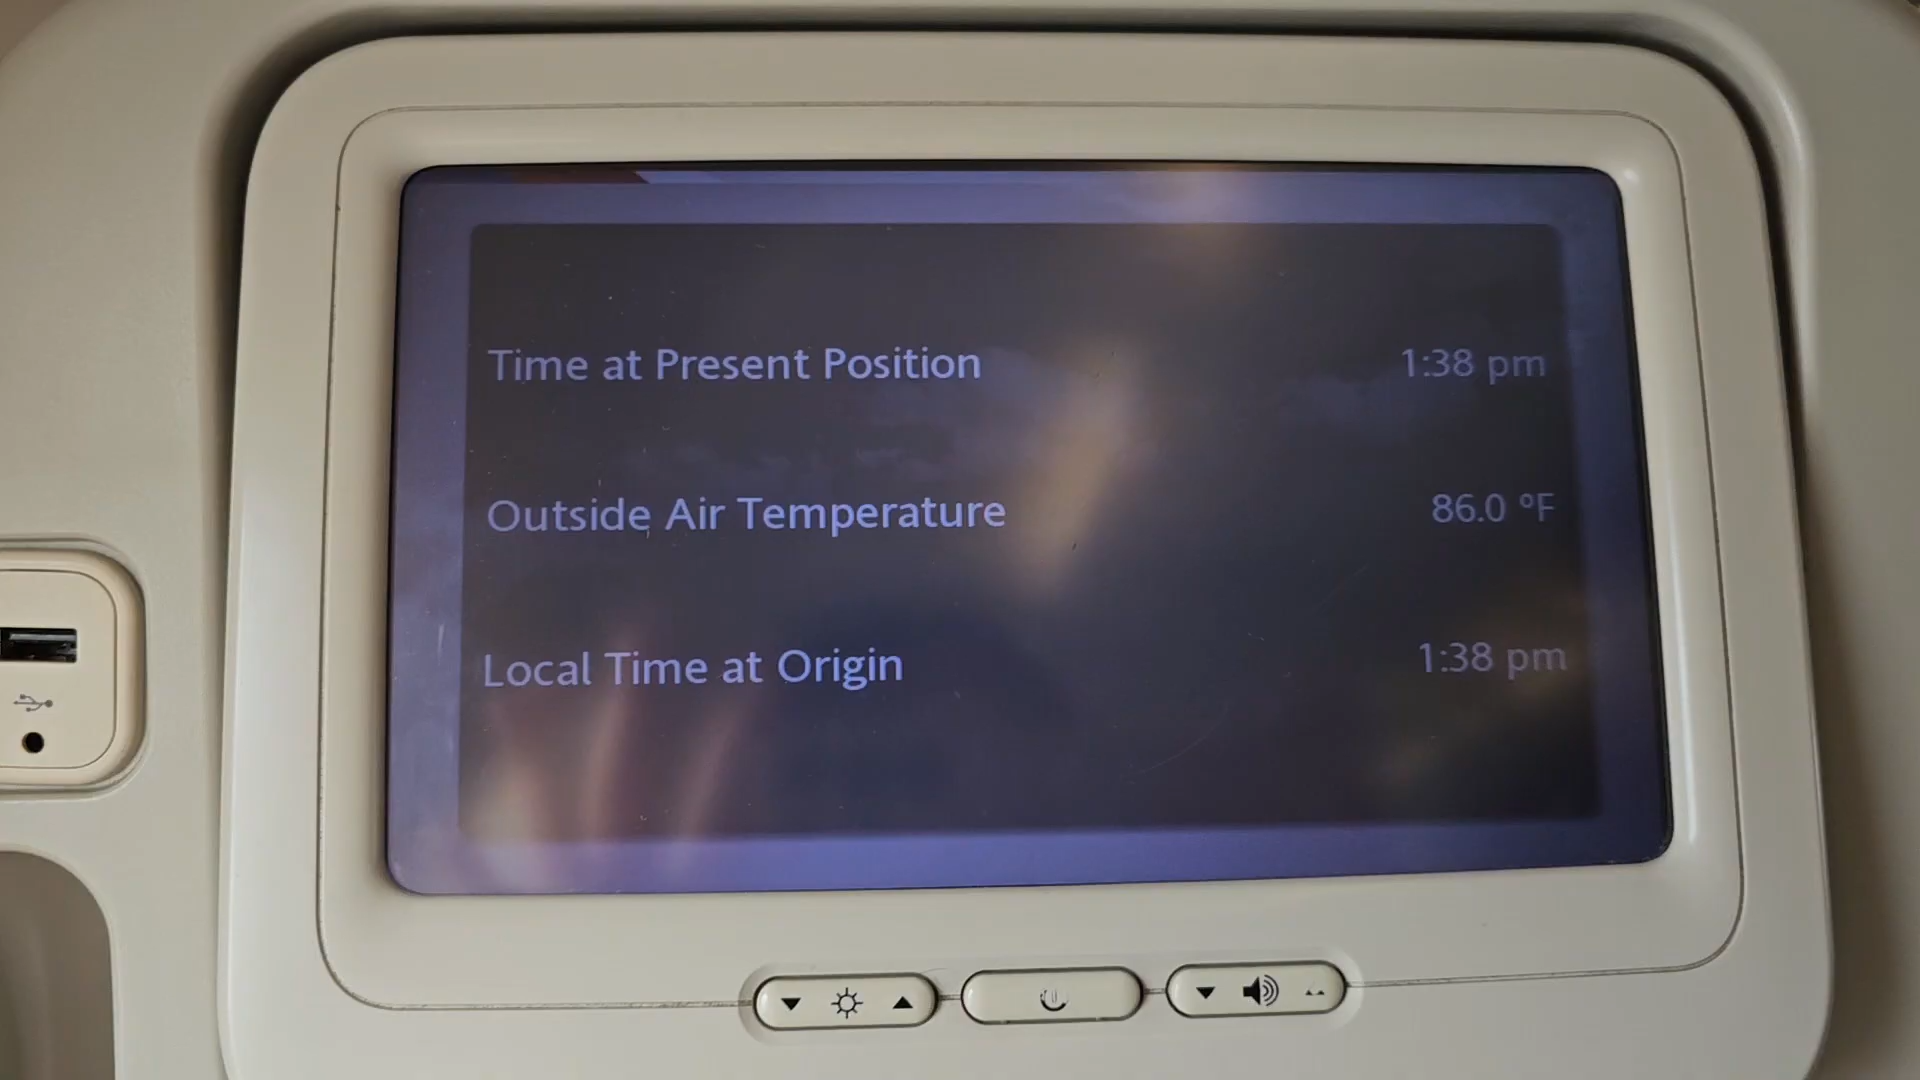 Time at Present Position 1:38 pm
Outside Air Temperature 86.0 ºF
Local Time at Origin 1:38 pm